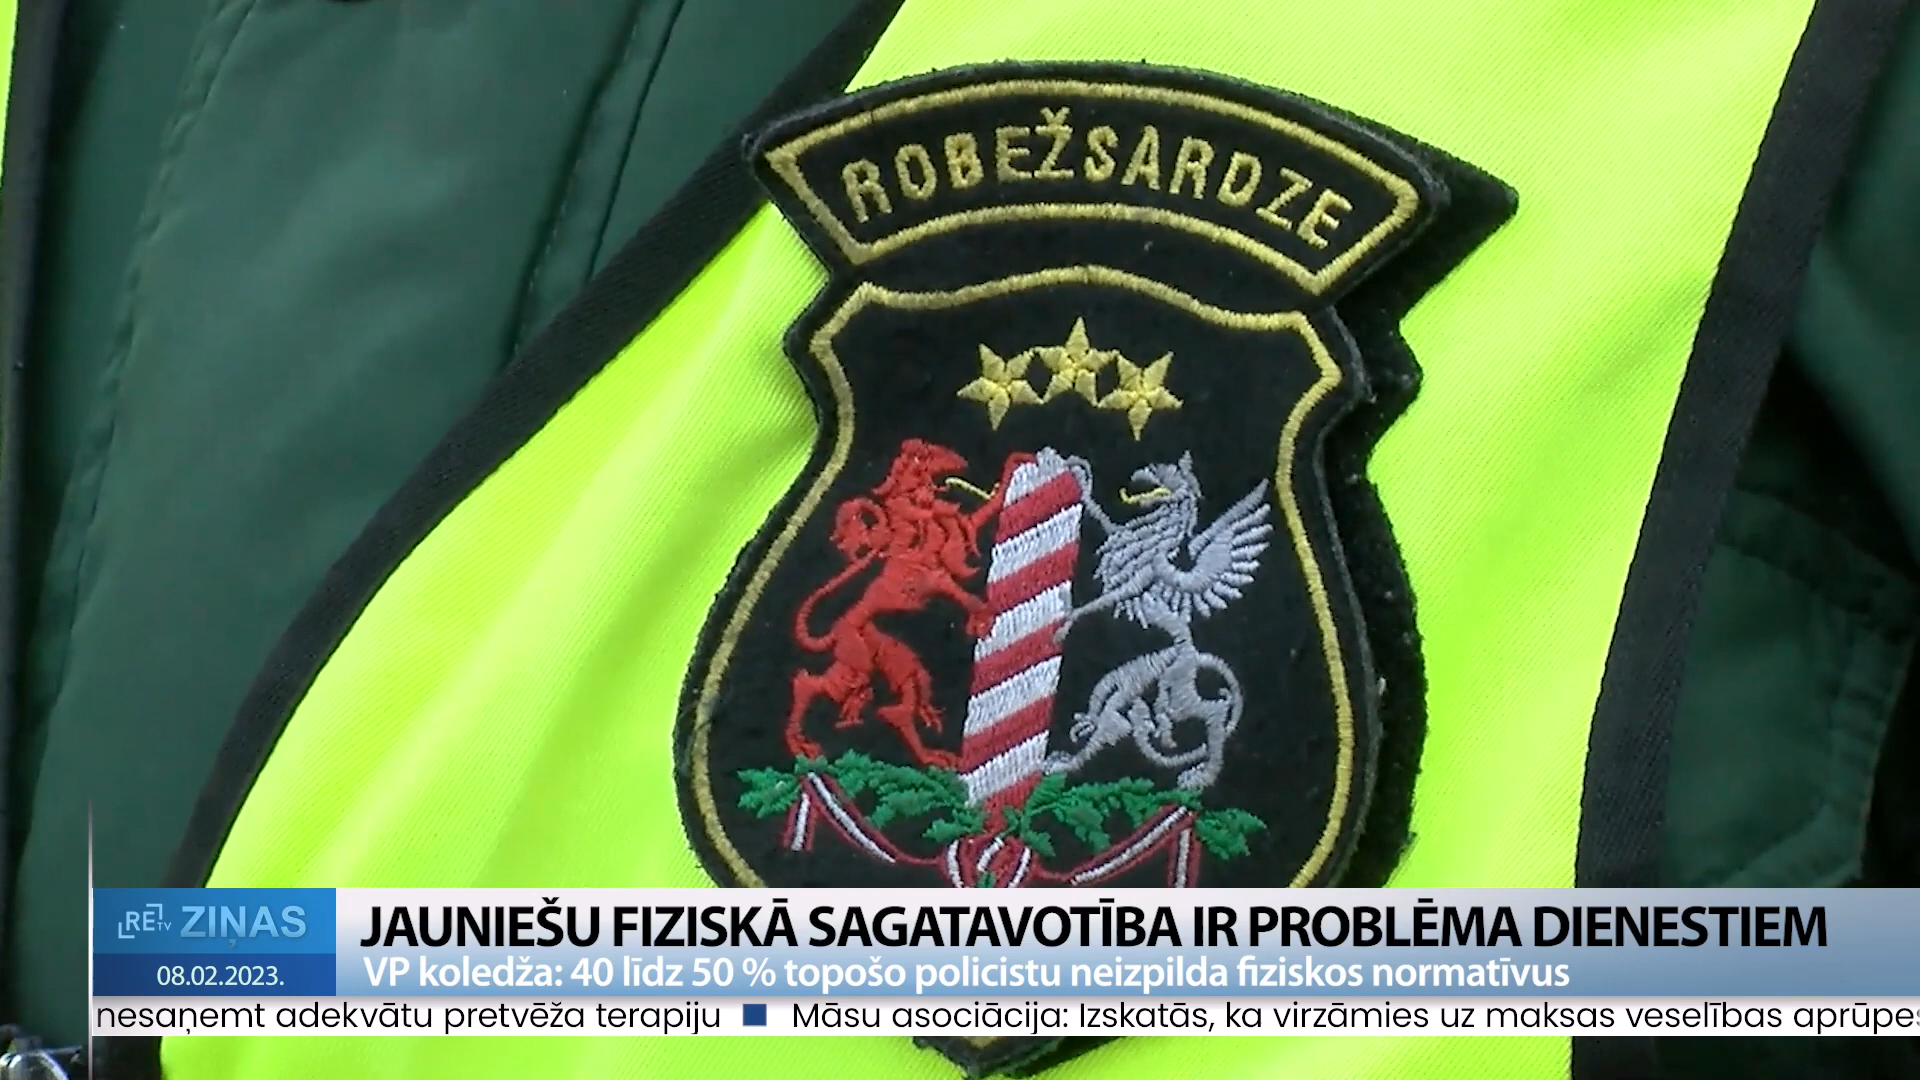 ROBEŽSARDZE
RE TV ZIŅAS
JAUNIEŠU FIZISKĀ SAGATAVOTĪBA IR PROBLĒMA DIENESTIEM
VP koledža: 40 līdz 50 % topošo policistu neizpilda fiziskos normatīvus
08.02.2023.
nesaņemt adekvātu pretvēža terapiju ■ Māsu asociācija: Izskatās, ka virzāmies uz maksas veselības aprūpes